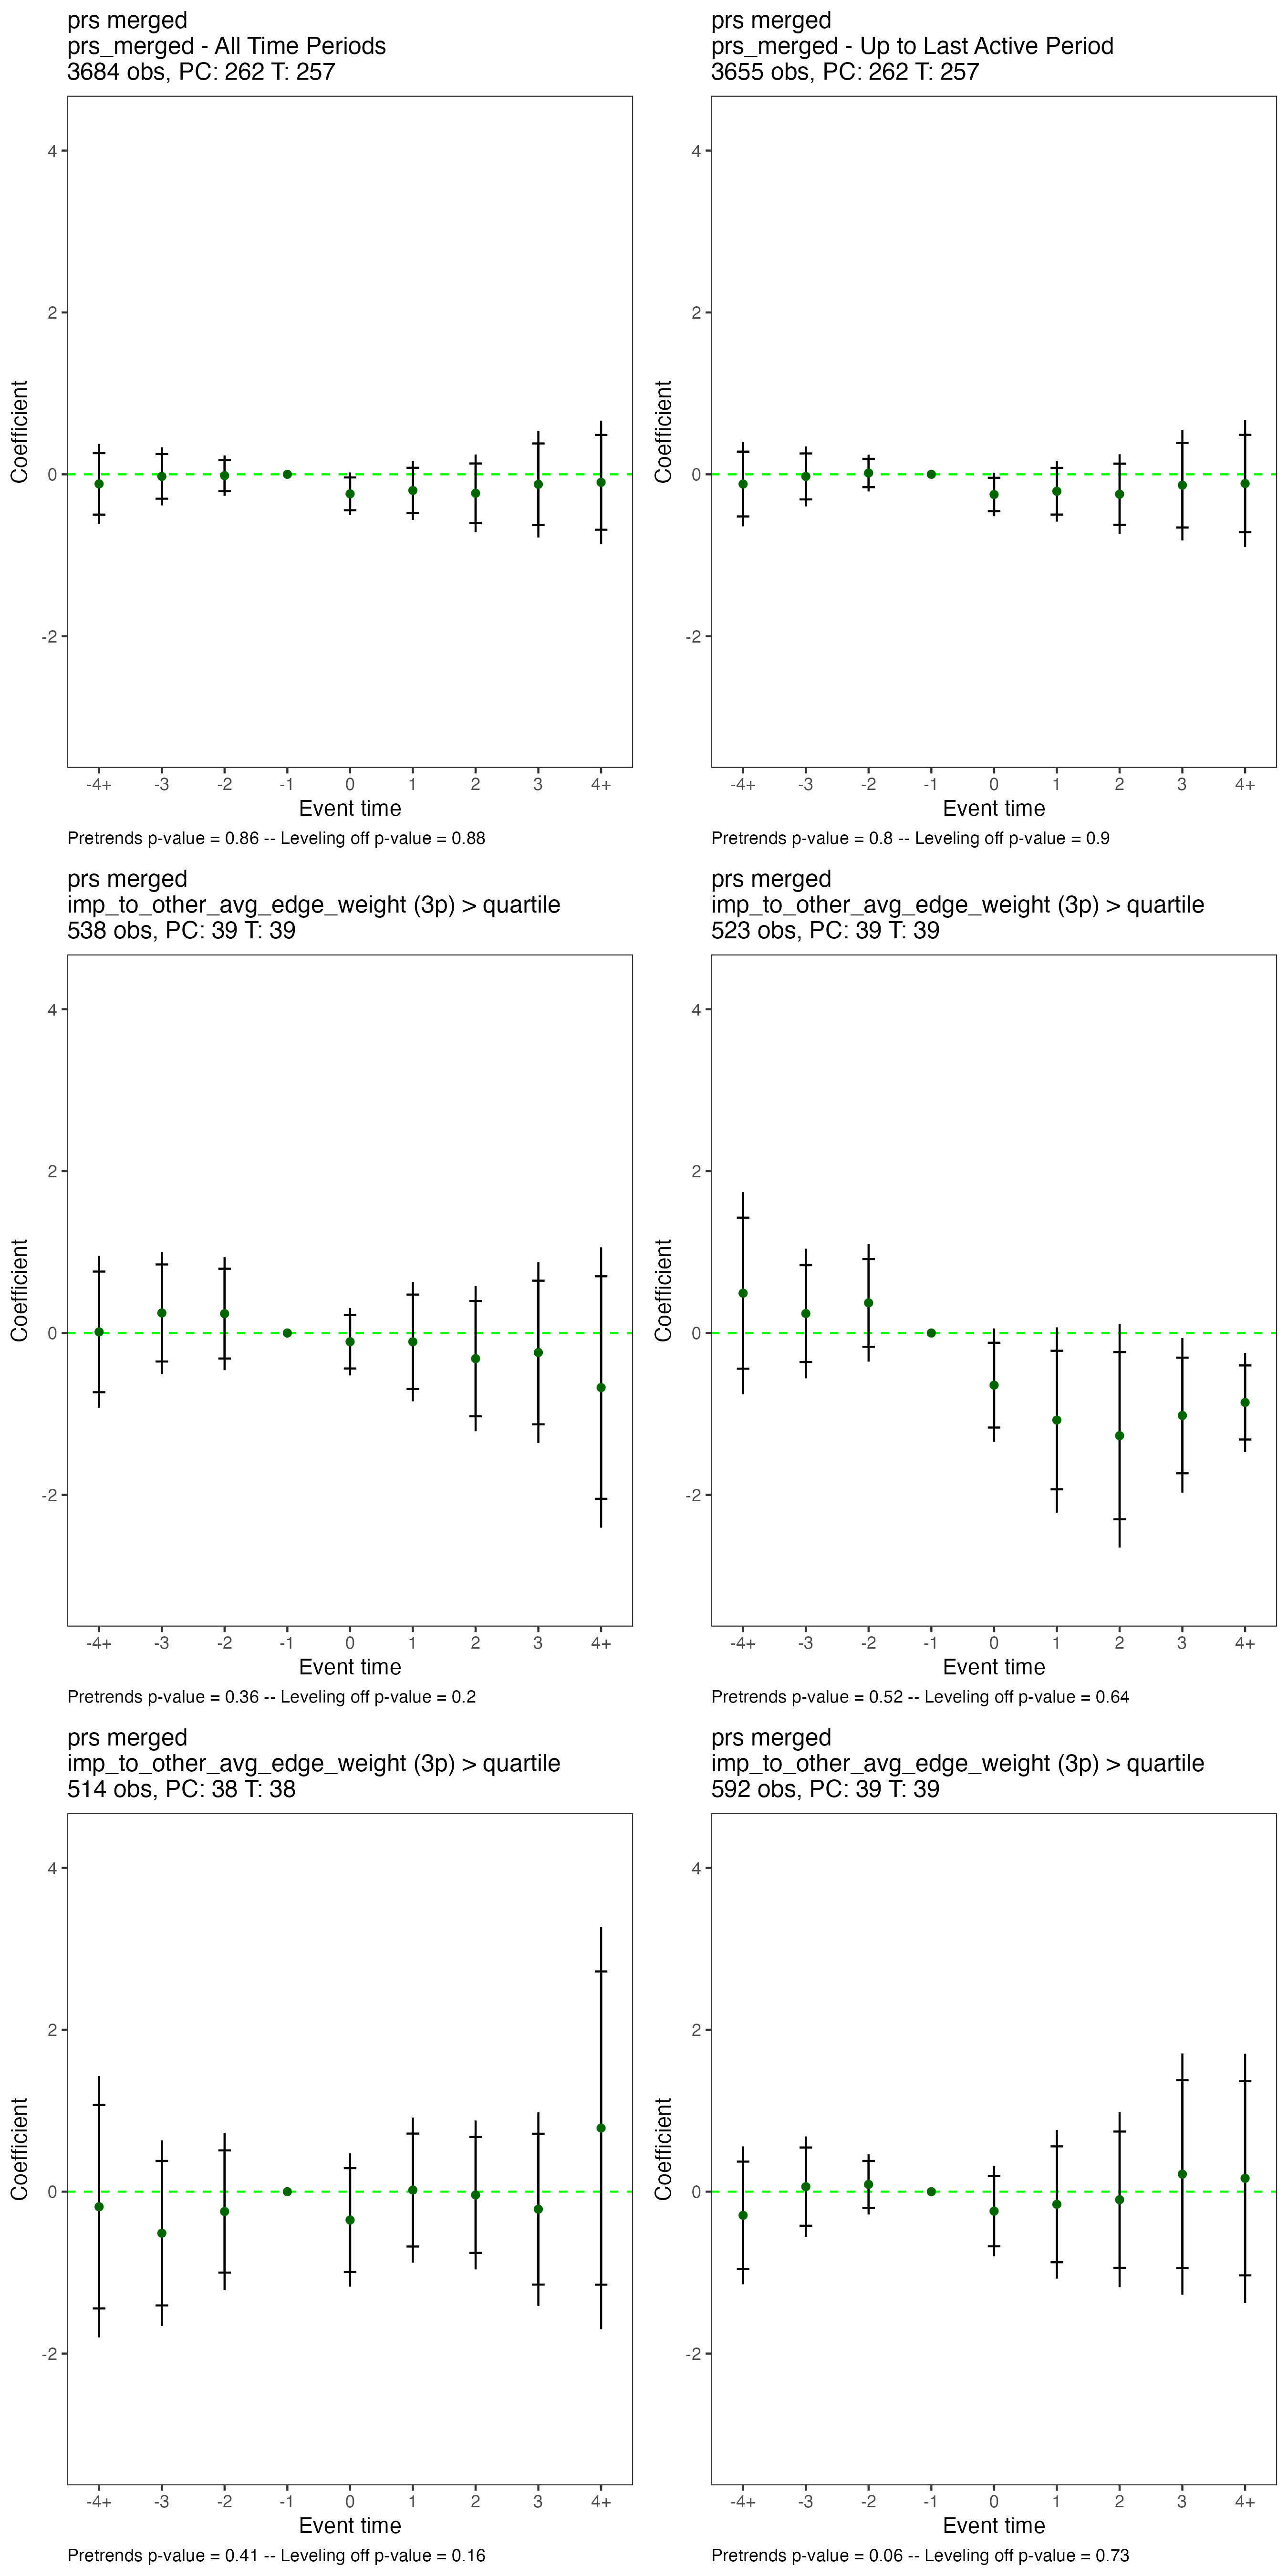 prs merged
prs_merged - All Time Periods
3684 obs, PC: 262 T: 257
4
2
0
-2
Coefficient
-4+ -3 -2 -1 0 1 2 3 4+
Event time
Pretrends p-value = 0.86 -- Leveling off p-value = 0.88
prs merged
prs_merged - Up to Last Active Period
3655 obs, PC: 262 T: 257
4
2
0
-2
Coefficient
-4+ -3 -2 -1 0 1 2 3 4+
Event time
Pretrends p-value = 0.8 -- Leveling off p-value = 0.9
prs merged
imp_to_other_avg_edge_weight (3p) > quartile
538 obs, PC: 39 T: 39
4
2
0
-2
Coefficient
-4+ -3 -2 -1 0 1 2 3 4+
Event time
Pretrends p-value = 0.36 -- Leveling off p-value = 0.2
prs merged
imp_to_other_avg_edge_weight (3p) > quartile
523 obs, PC: 39 T: 39
4
2
0
-2
Coefficient
-4+ -3 -2 -1 0 1 2 3 4+
Event time
Pretrends p-value = 0.52 -- Leveling off p-value = 0.64
prs merged
imp_to_other_avg_edge_weight (3p) > quartile
514 obs, PC: 38 T: 38
4
2
0
-2
Coefficient
-4+ -3 -2 -1 0 1 2 3 4+
Event time
Pretrends p-value = 0.41 -- Leveling off p-value = 0.16
prs merged
imp_to_other_avg_edge_weight (3p) > quartile
592 obs, PC: 39 T: 39
4
2
0
-2
Coefficient
-4+ -3 -2 -1 0 1 2 3 4+
Event time
Pretrends p-value = 0.06 -- Leveling off p-value = 0.73